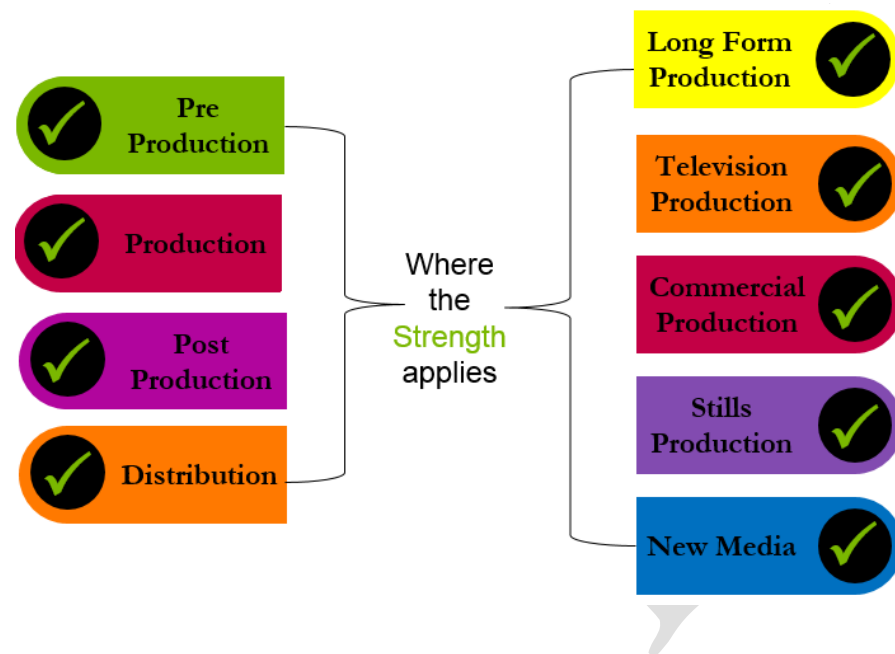 Pre
Production
Production
Post
Production
Distribution
Where
the
Strength
applies
Long Form
Production
Television
Production
Commercial
Production
Stills
Production
New Media